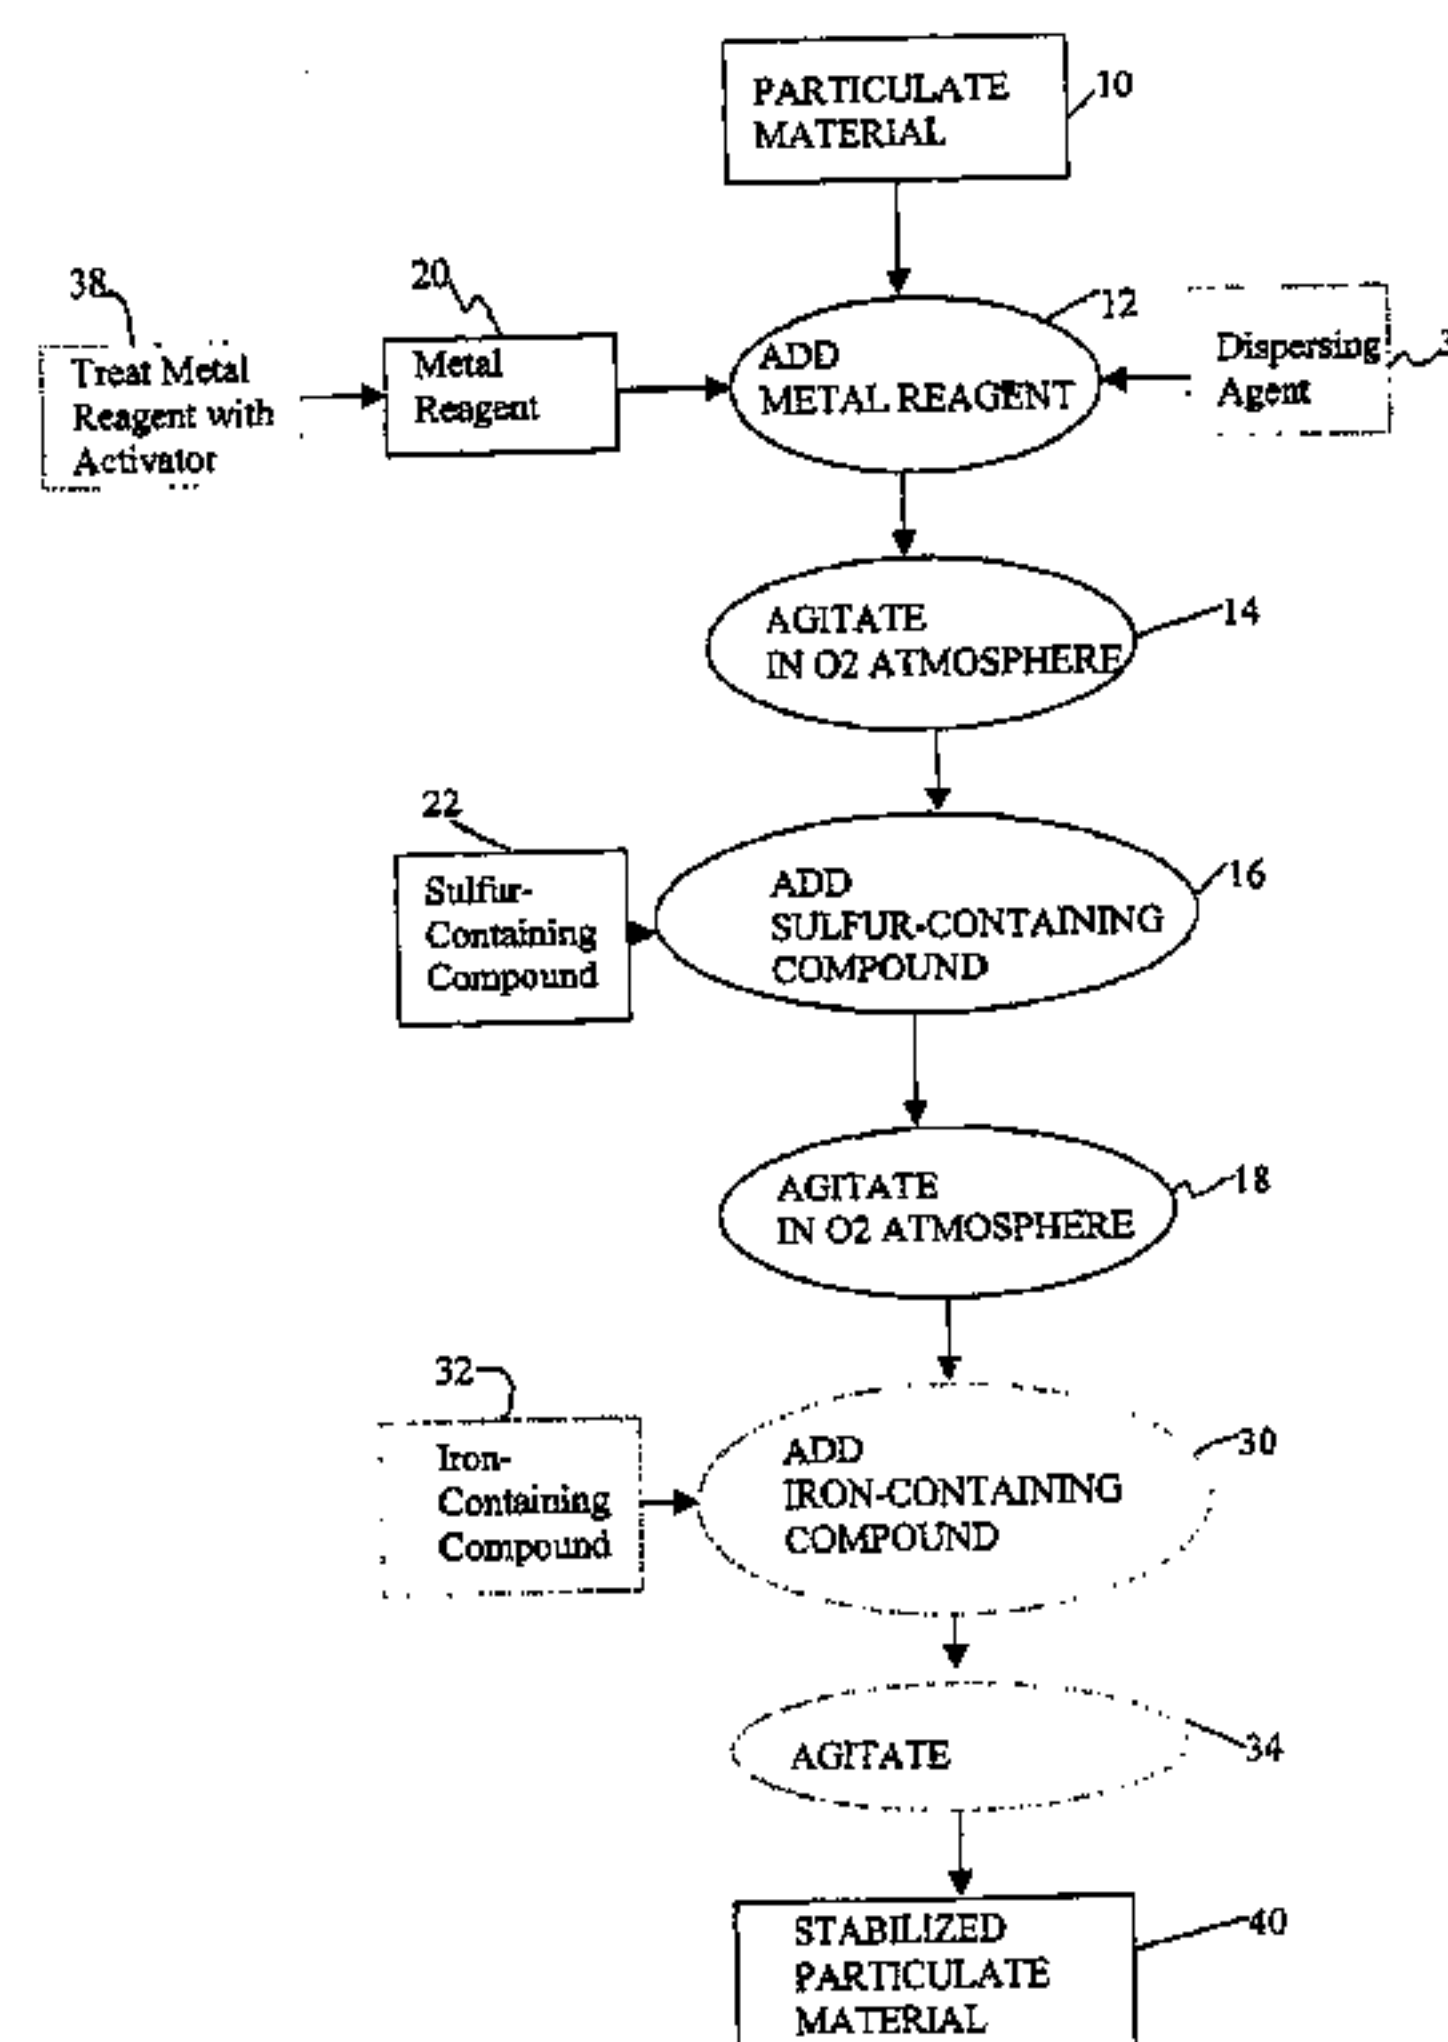 PARTICULATE
MATERIAL
10
38
20
12
Treat Metal
Reagent with
Activator
Metal
Reagent
ADD
METAL REAGENT
Dispersing
Agent
3
AGITATE
IN O2 ATMOSPHERE
14
22
Sulfur-
Containing
Compound
ADD
SULFUR-CONTAINING
COMPOUND
16
AGITATE
IN O2 ATMOSPHERE
18
32
Iron-
Containing
Compound
ADD
IRON-CONTAINING
COMPOUND
30
AGITATE
34
STABILIZED
PARTICULATE
MATERIAL
40